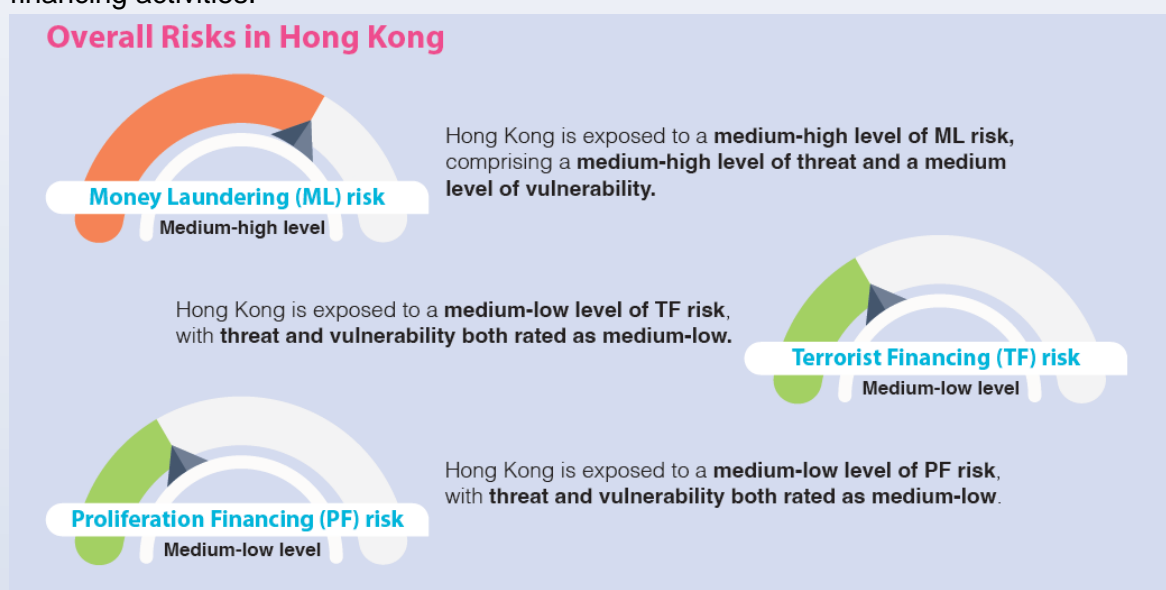 financing activities.
Overall Risks in Hong Kong
Hong Kong is exposed to a medium-high level of ML risk,
comprising a medium-high level of threat and a medium
level of vulnerability.
Money Laundering (ML) risk
Medium-high level
Hong Kong is exposed to a medium-low level of TF risk,
with threat and vulnerability both rated as medium-low.
Terrorist Financing (TF) risk
Medium-low level
Hong Kong is exposed to a medium-low level of PF risk,
with threat and vulnerability both rated as medium-low.
Proliferation Financing (PF) risk
Medium-low level